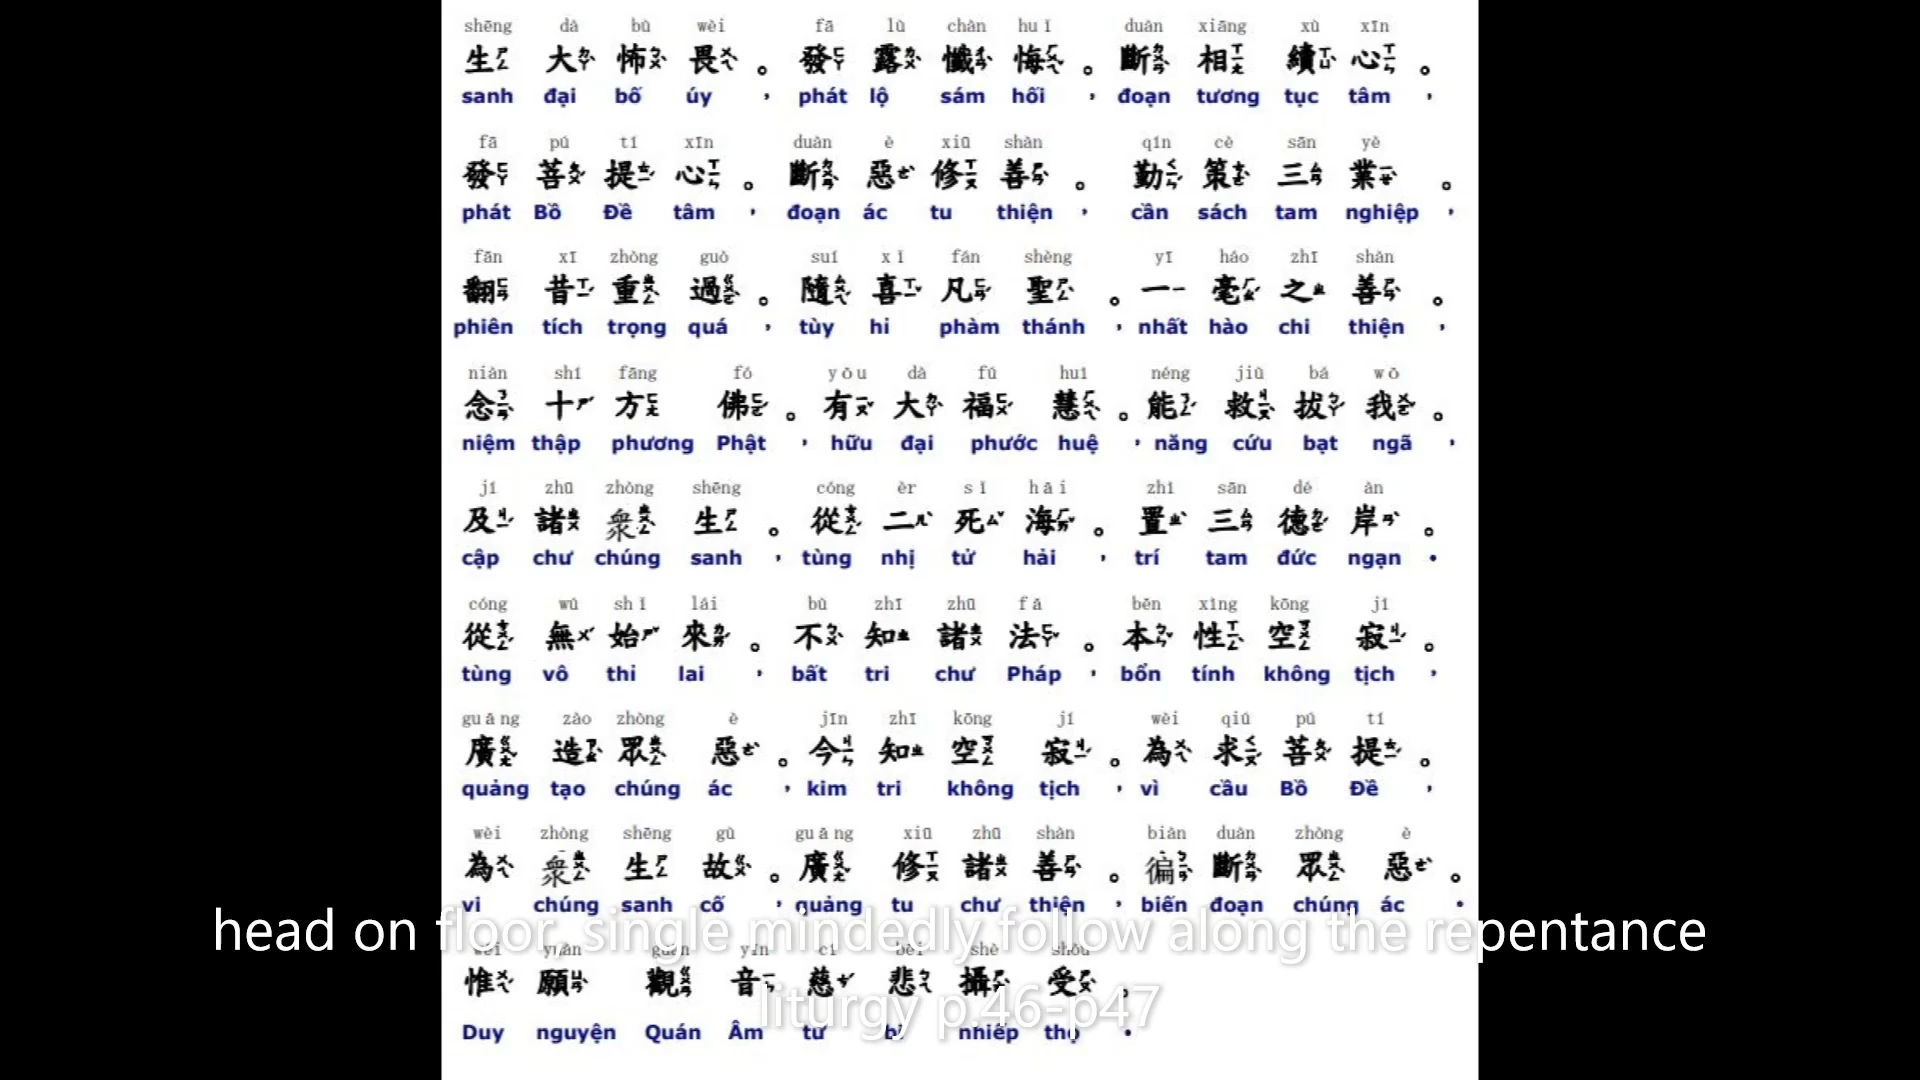 shēng dà bù wèi fā lù chàn huǐ duàn xiāng xù xīn
生 大 怖 畏 。 發 露 懺 悔 。 斷 相 續 心 。
sanh đại bố úy , phát lộ sám hối , đoạn tương tục tâm ,
fā pú tí xīn duàn è xiū shàn qín cè sān yè
發 菩 提 心 。 斷 惡 修 善 。 勤 策 三 業 。
phát Bồ Đề tâm , đoạn ác tu thiện , cần sách tam nghiệp ,
fān xī zhòng guò suí xǐ fán shèng yī háo zhī shàn
翻 昔 重 過 。 隨 喜 凡 聖 。 一 毫 之 善 。
phiên tích trọng quá , tùy hỉ phàm thánh , nhất hào chi thiện ,
niàn shí fāng fó yǒu dà fú huì néng jiù bá wǒ
念 十 方 佛 。 有 大 福 慧 。 能 救 拔 我 。
niệm thập phương Phật , hữu đại phước huệ , năng cứu bạt ngã ,
jí zhū zhòng shēng cóng èr sǐ hǎi zhì sān dé àn
及 諸 衆 生 。 從 二 死 海 。 置 三 德 岸 。
cập chư chúng sanh , tùng nhị tử hải , trí tam đức ngạn •
cóng wú shǐ lái bù zhī zhū fǎ běn xìng kōng jí
從 無 始 來 。 不 知 諸 法 。 本 性 空 寂 。
tùng vô thỉ lai , bất tri chư Pháp , bổn tính không tịch ,
guǎng zào zhòng è jīn zhī kōng jí wèi qiú pú tí
廣 造 眾 惡 。 今 知 空 寂 。 為 求 菩 提 。
quảng tạo chúng ác , kim tri không tịch , vì cầu Bồ Đề ,
wèi zhòng shēng gù guǎng xiū zhū shàn biàn duàn zhòng è
為 衆 生 故 。 廣 修 諸 善 。 徧 斷 眾 惡 。
vi chúng sanh cố , quảng tu chư thiện , biến đoạn chúng ác •
head on floor, single mindedly follow along the repentance
wéi yuàn guān yīn cí bēi shè shòu
惟 願 觀 音 慈 悲 攝 受 。
liturgy p.46-p47
Duy nguyện Quán Âm từ bi nhiếp thọ •